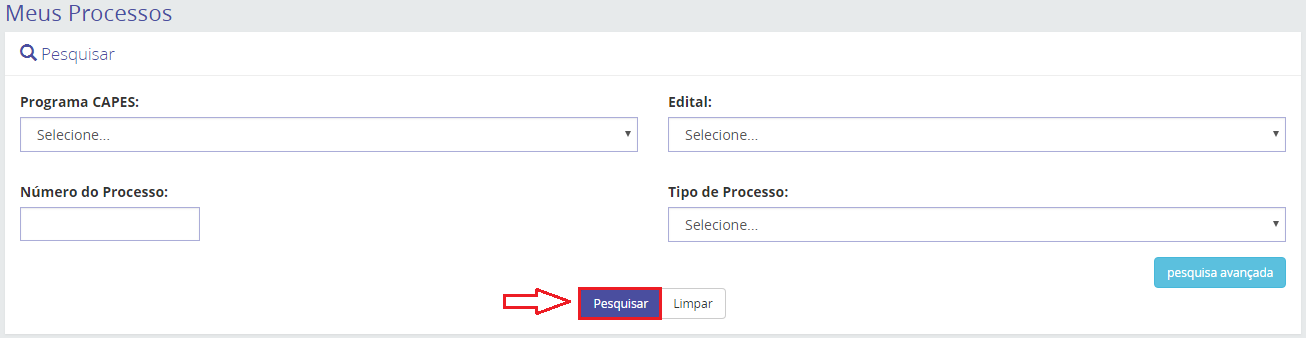 Meus Processos
Pesquisar
Programa CAPES:
Edital:
Selecione...
Selecione...
Número do Processo:
Tipo de Processo:
Selecione...
pesquisa avançada
Pesquisar
Limpar